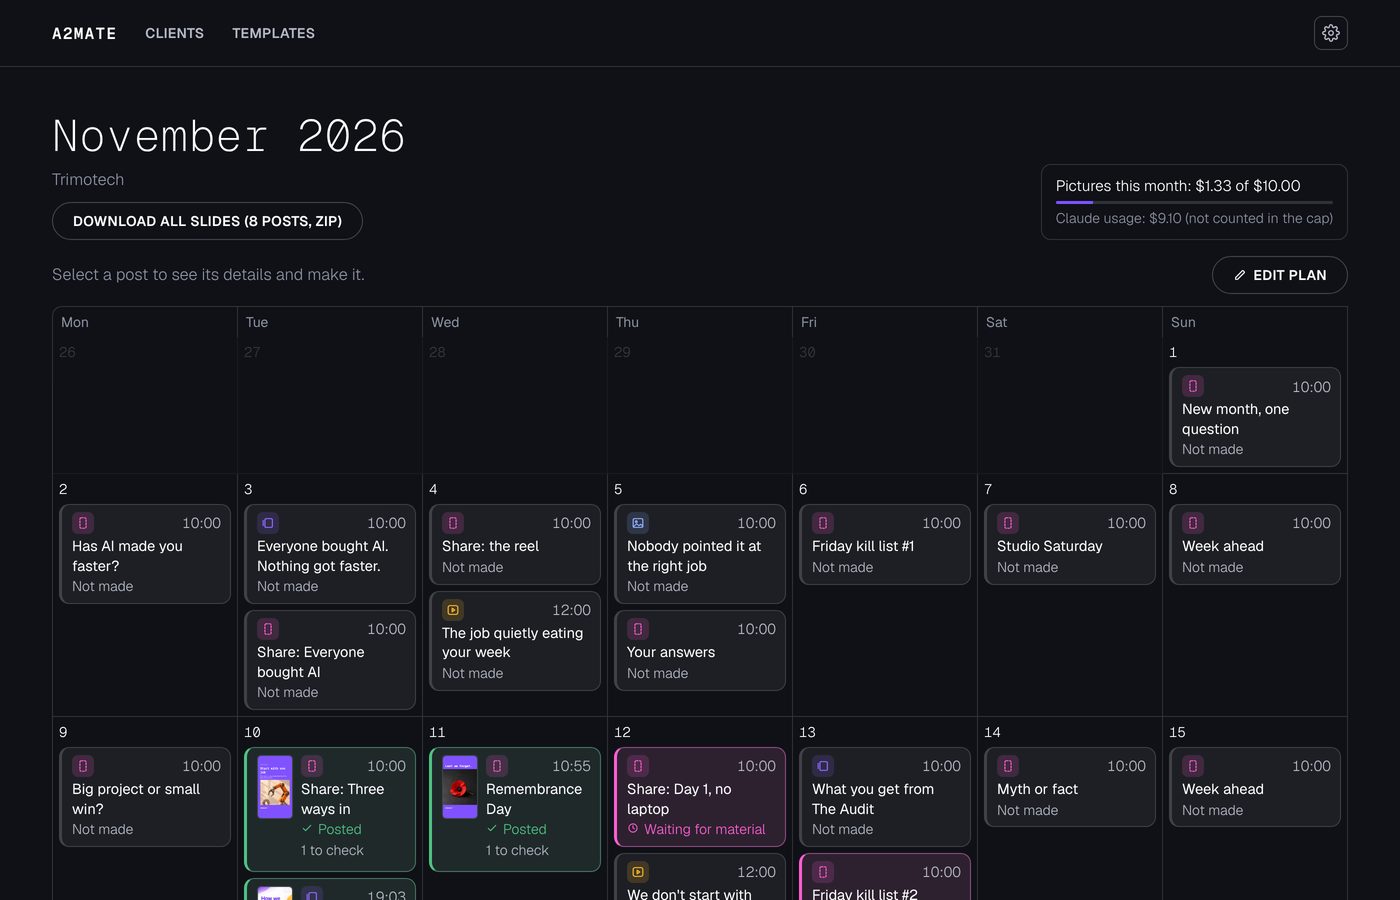 A2MATE CLIENTS TEMPLATES
November 2026
Trimotech
DOWNLOAD ALL SLIDES (8 POSTS, ZIP)
Pictures this month: $1.33 of $10.00
Claude usage: $9.10 (not counted in the cap)
Select a post to see its details and make it.
EDIT PLAN
Mon Tue Wed Thu Fri Sat Sun
26 27 28 29 30 31 1
10:00
New month, one
question
Not made
2
10:00
Has AI made you
faster?
Not made
3
10:00
Everyone bought AI.
Nothing got faster.
Not made
10:00
Share: Everyone
bought AI
Not made
4
10:00
Share: the reel
Not made
12:00
The job quietly eating
your week
Not made
5
10:00
Nobody pointed it at
the right job
Not made
10:00
Your answers
Not made
6
10:00
Friday kill list #1
Not made
7
10:00
Studio Saturday
Not made
8
10:00
Week ahead
Not made
9
10:00
Big project or small
win?
Not made
10
10:00
Share: Three
ways in
Posted
1 to check
19:03
11
10:55
Remembrance
Day
Posted
1 to check
12
10:00
Share: Day 1, no
laptop
Waiting for material
12:00
We don't start with
13
10:00
What you get from
The Audit
Not made
10:00
Friday kill list #2
14
10:00
Myth or fact
Not made
15
10:00
Week ahead
Not made